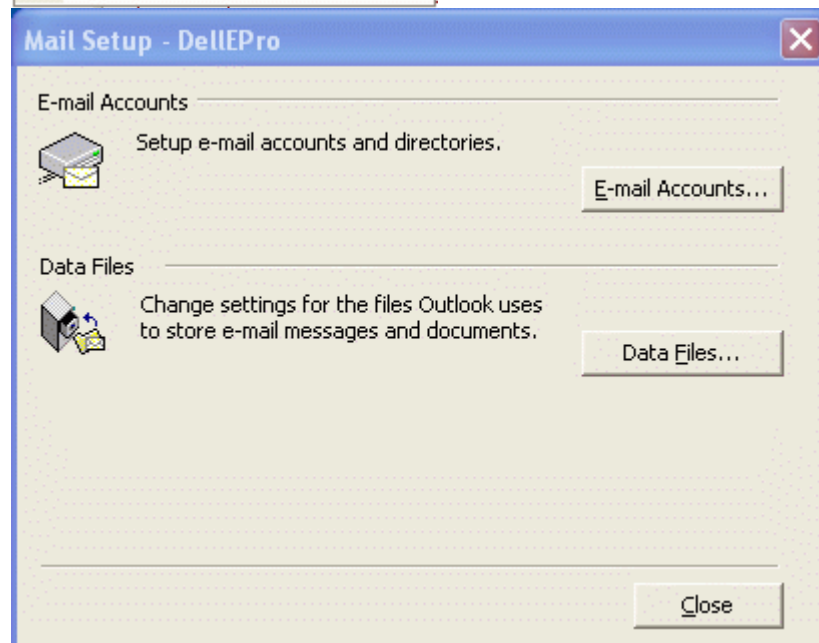 Mail Setup - DellEPro
E-mail Accounts
Setup e-mail accounts and directories.
E-mail Accounts...
Data Files
Change settings for the files Outlook uses
to store e-mail messages and documents.
Data Files...
Close